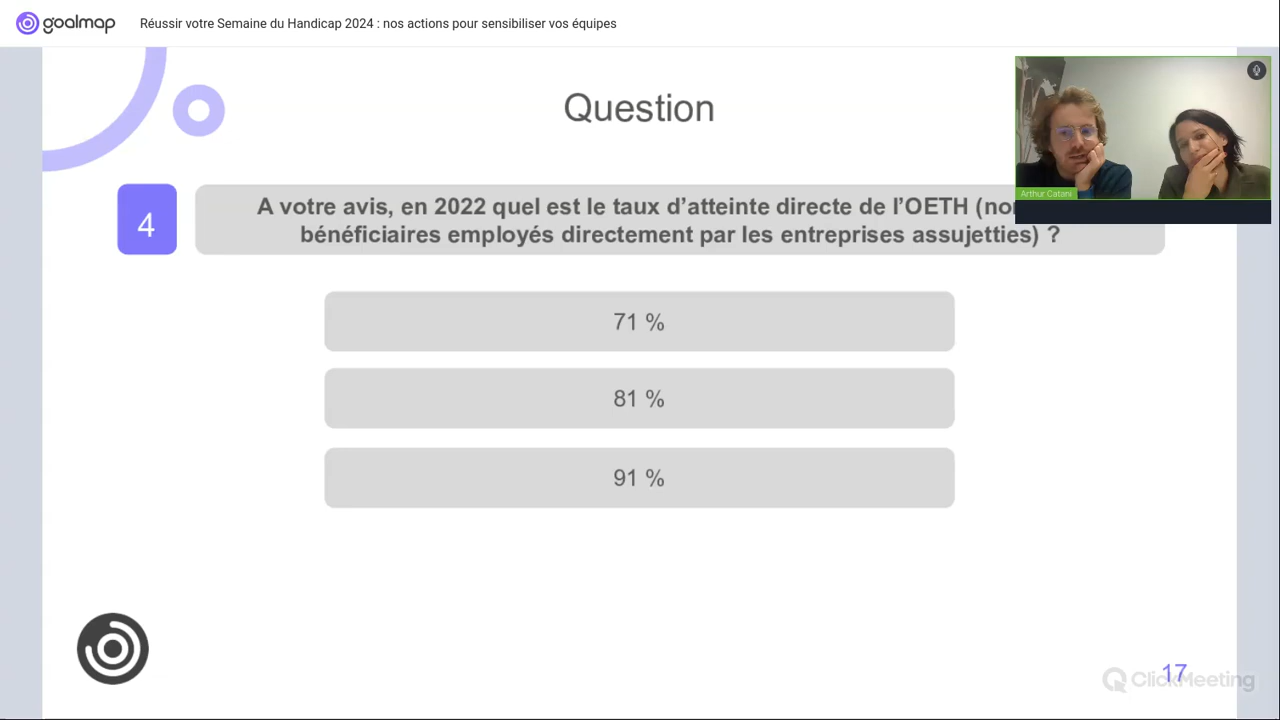 goalmap
Réussir votre Semaine du Handicap 2024 : nos actions pour sensibiliser vos équipes
Question
Arthur Catani
4
A votre avis, en 2022 quel est le taux d’atteinte directe de l’OETH
bénéficiaires employés directement par les entreprises assujetties) ?
71 %
81 %
91 %
17
ClickMeeting